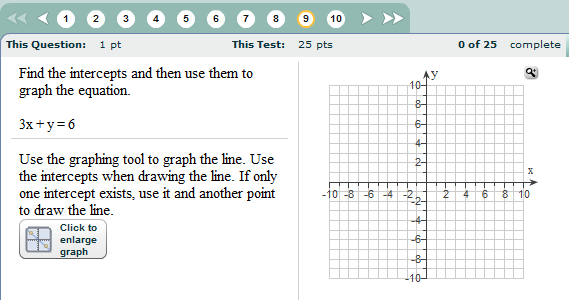 1 2 3 4 5 6 7 8 9 10
This Question: 1 pt This Test: 25 pts 0 of 25 complete
Find the intercepts and then use them to
graph the equation.
3x + y = 6
Use the graphing tool to graph the line. Use
the intercepts when drawing the line. If only
one intercept exists, use it and another point
to draw the line.
Click to
enlarge
graph
y
10
8
6
4
2
x
-10 -8 -6 -4 -2 2 4 6 8 10
-2
-4
-6
-8
-10